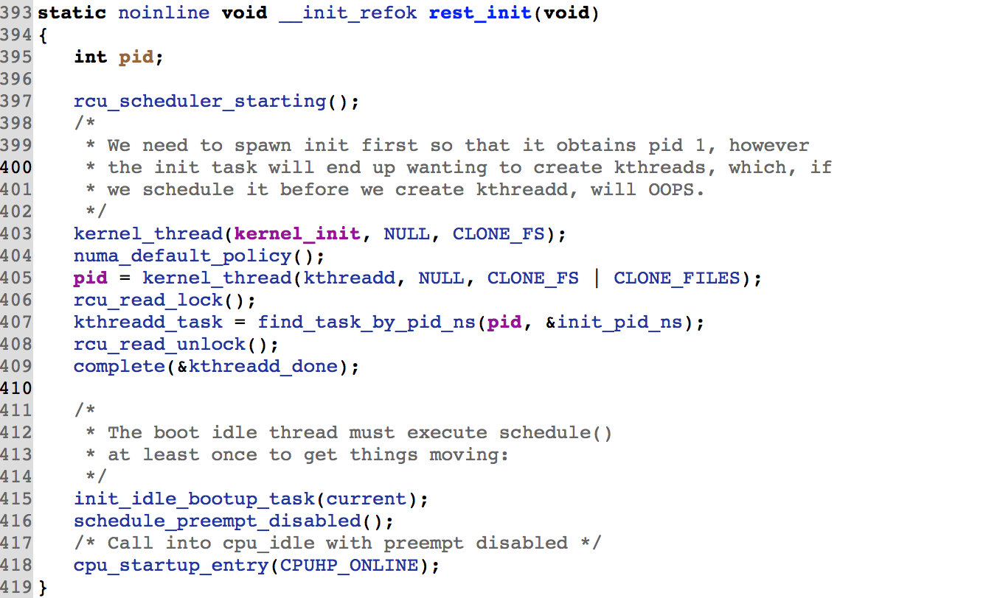 393 static noinline void __init_refok rest_init(void)
394 {
395 int pid;
396
397 rcu_scheduler_starting();
398 /*
399 * We need to spawn init first so that it obtains pid 1, however
400 * the init task will end up wanting to create kthreads, which, if
401 * we schedule it before we create kthreadd, will OOPS.
402 */
403 kernel_thread(kernel_init, NULL, CLONE_FS);
404 numa_default_policy();
405 pid = kernel_thread(kthreadd, NULL, CLONE_FS | CLONE_FILES);
406 rcu_read_lock();
407 kthreadd_task = find_task_by_pid_ns(pid, &init_pid_ns);
408 rcu_read_unlock();
409 complete(&kthreadd_done);
410
411 /*
412 * The boot idle thread must execute schedule()
413 * at least once to get things moving:
414 */
415 init_idle_bootup_task(current);
416 schedule_preempt_disabled();
417 /* Call into cpu_idle with preempt disabled */
418 cpu_startup_entry(CPUHP_ONLINE);
419 }